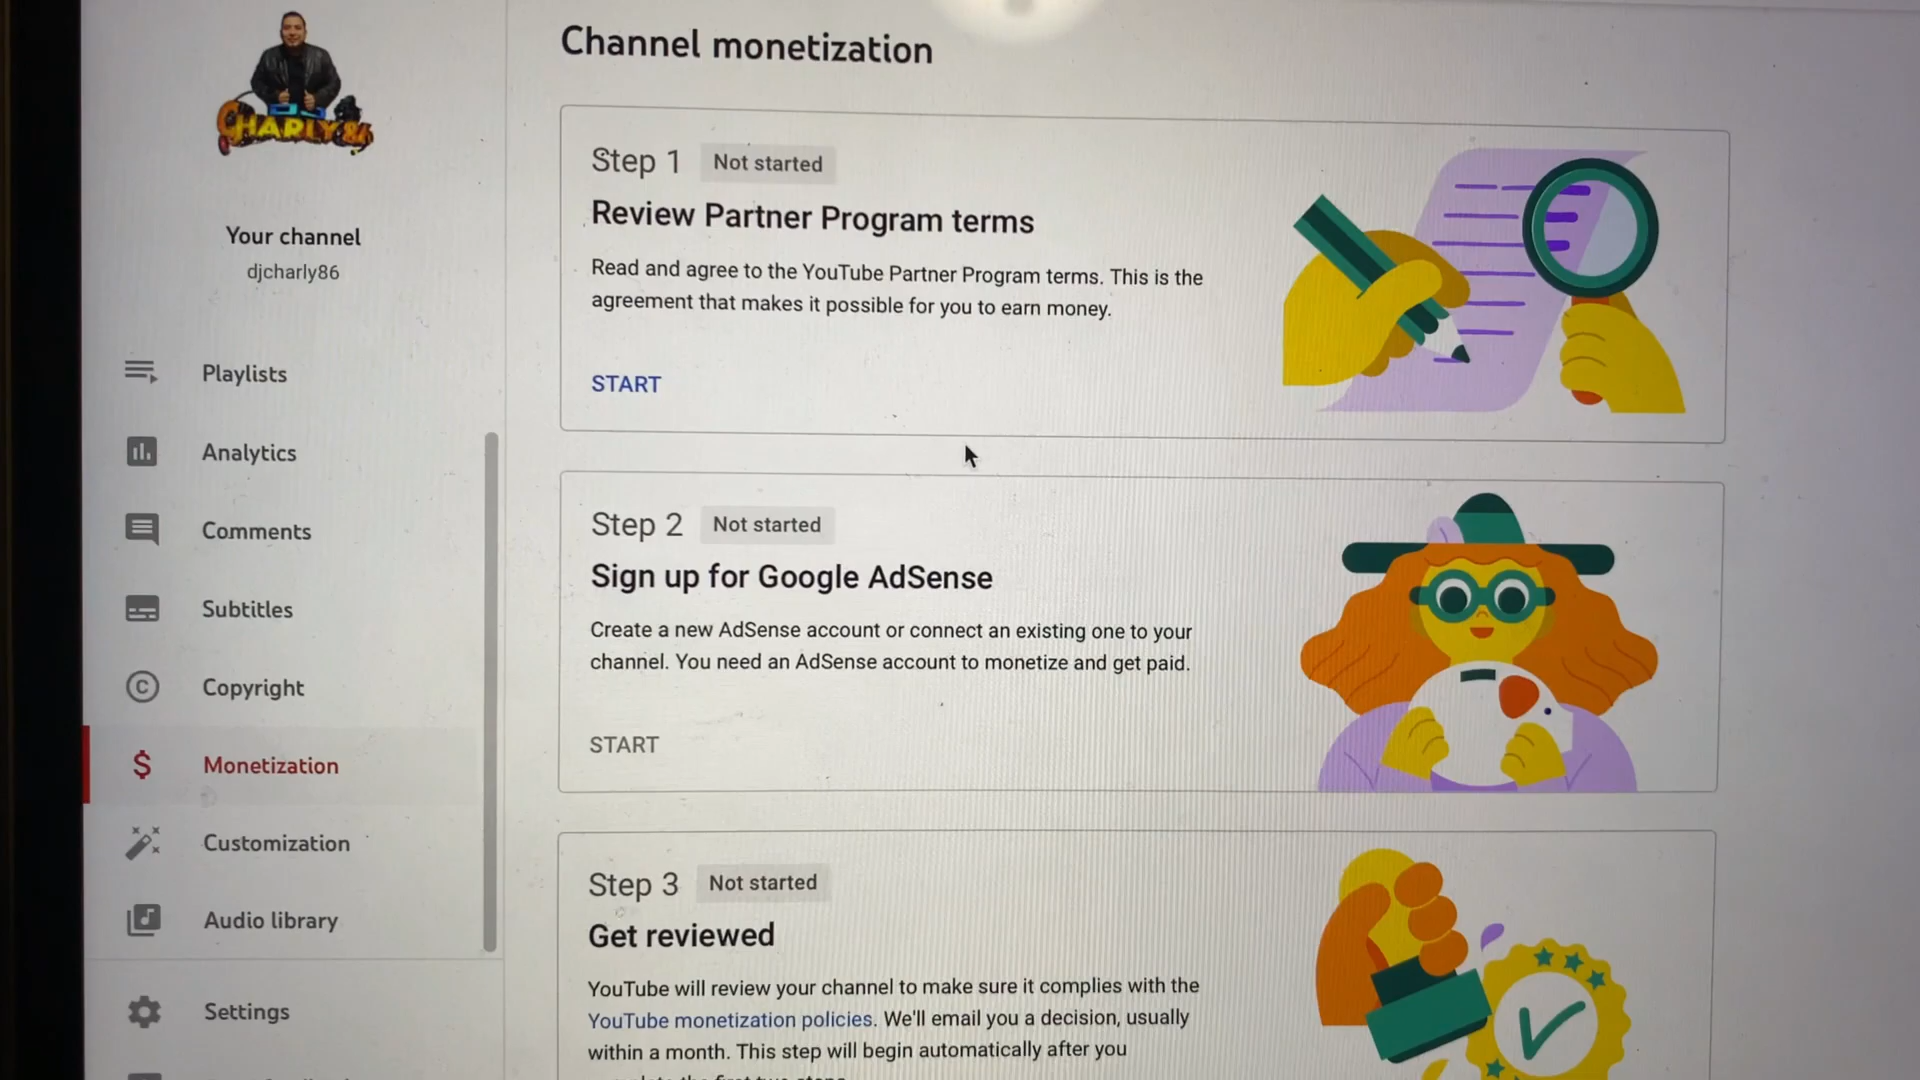 Channel monetization
CHARLY86
Your channel
djcharly86
Playlists
Analytics
Comments
Subtitles
Copyright
Monetization
Customization
Audio library
Settings
Step 1 Not started
Review Partner Program terms
Read and agree to the YouTube Partner Program terms. This is the
agreement that makes it possible for you to earn money.
START
Step 2 Not started
Sign up for Google AdSense
Create a new AdSense account or connect an existing one to your
channel. You need an AdSense account to monetize and get paid.
START
Step 3 Not started
Get reviewed
YouTube will review your channel to make sure it complies with the
YouTube monetization policies. We'll email you a decision, usually
within a month. This step will begin automatically after you